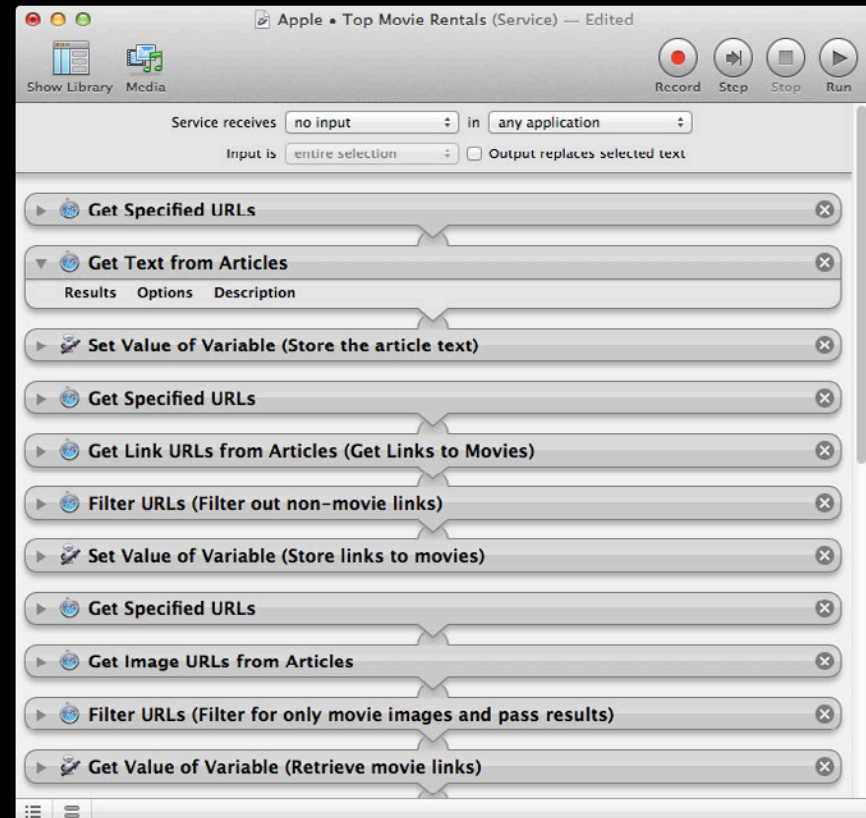 Apple • Top Movie Rentals (Service) — Edited
Show Library Media Record Step Stop Run
Service receives no input in any application
Input is entire selection Output replaces selected text
Get Specified URLs
Get Text from Articles
Results Options Description
Set Value of Variable (Store the article text)
Get Specified URLs
Get Link URLs from Articles (Get Links to Movies)
Filter URLs (Filter out non-movie links)
Set Value of Variable (Store links to movies)
Get Specified URLs
Get Image URLs from Articles
Filter URLs (Filter for only movie images and pass results)
Get Value of Variable (Retrieve movie links)